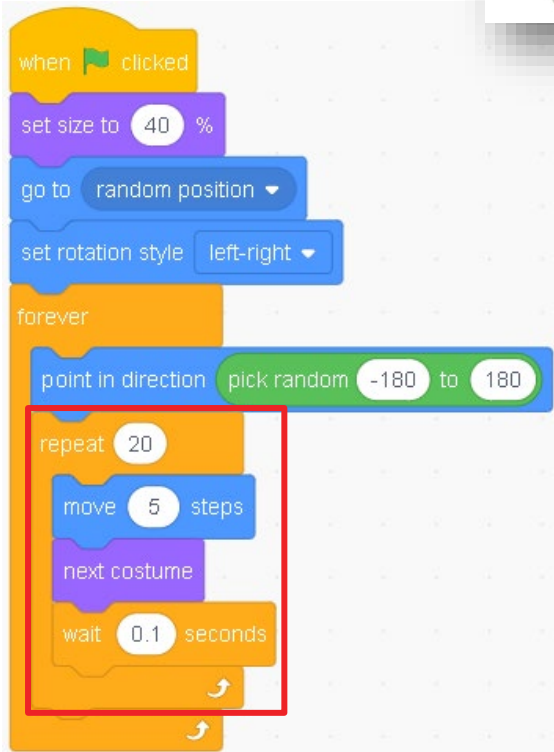 when clicked
set size to 40 %
go to random position
set rotation style left-right
forever
point in direction pick random -180 to 180
repeat 20
move 5 steps
next costume
wait 0.1 seconds